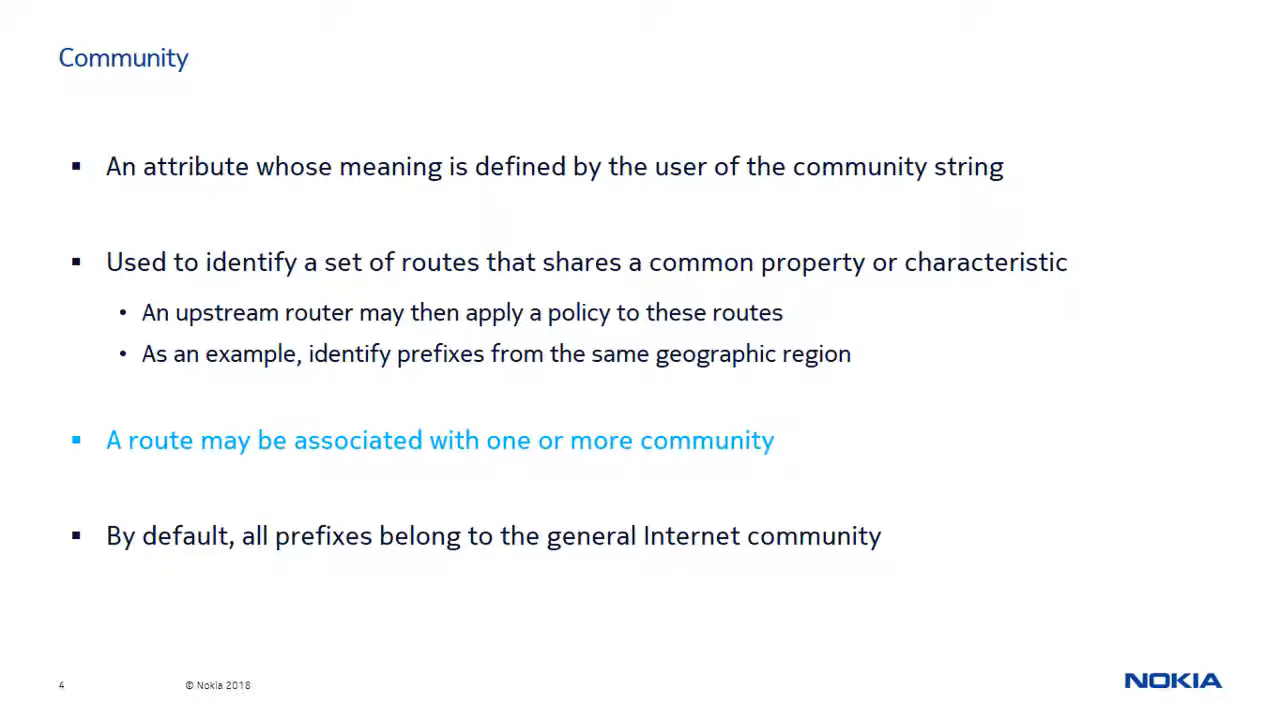 Community
▪ An attribute whose meaning is defined by the user of the community string
▪ Used to identify a set of routes that shares a common property or characteristic
• An upstream router may then apply a policy to these routes
• As an example, identify prefixes from the same geographic region
▪ A route may be associated with one or more community
▪ By default, all prefixes belong to the general Internet community
4 © Nokia 2018 NOKIA